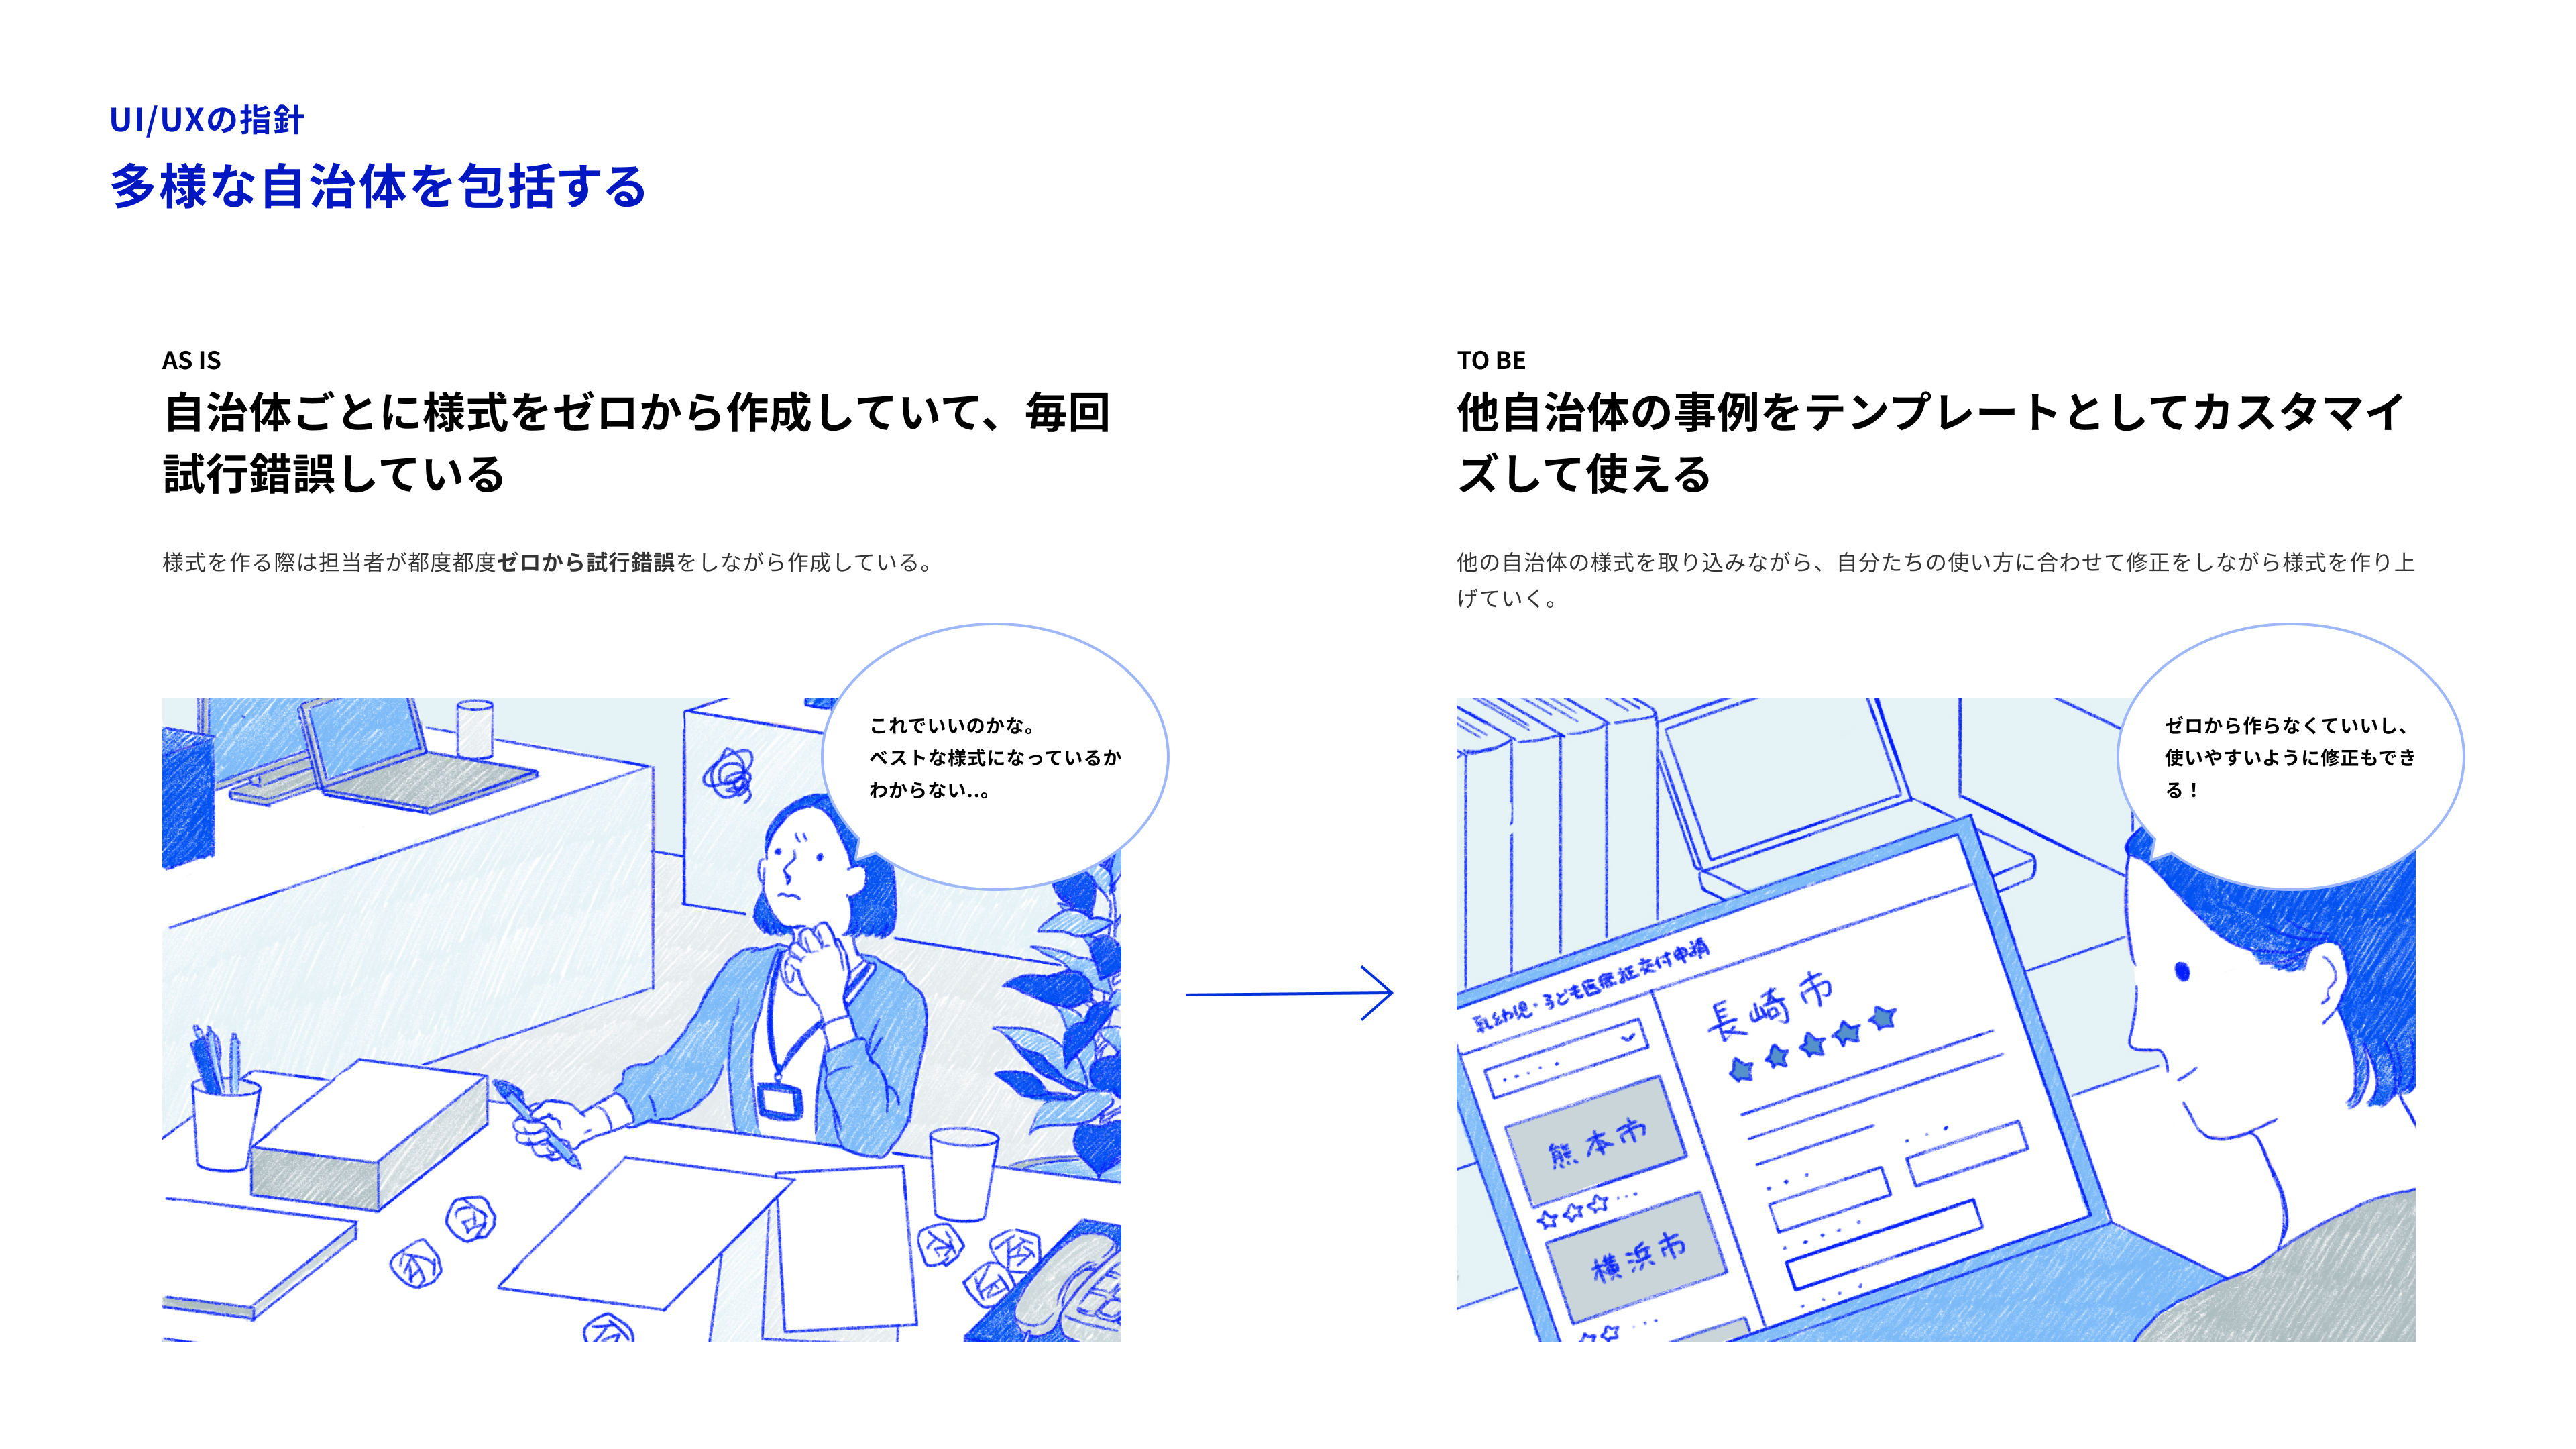 UI/UXの指針
多様な自治体を包括する
AS IS
自治体ごとに様式をゼロから作成していて、毎回
試行錯誤している
様式を作る際は担当者が都度都度ゼロから試行錯誤をしながら作成している。
これでいいのかな。
ベストな様式になっているか
わからない..。
TO BE
他自治体の事例をテンプレートとしてカスタマイ
ズして使える
他の自治体の様式を取り込みながら、自分たちの使い方に合わせて修正をしながら様式を作り上
げていく。
ゼロから作らなくていいし、
使いやすいように修正もでき
る！
乳幼児・子ども医療証交付申請
長崎市
熊本市
横浜市